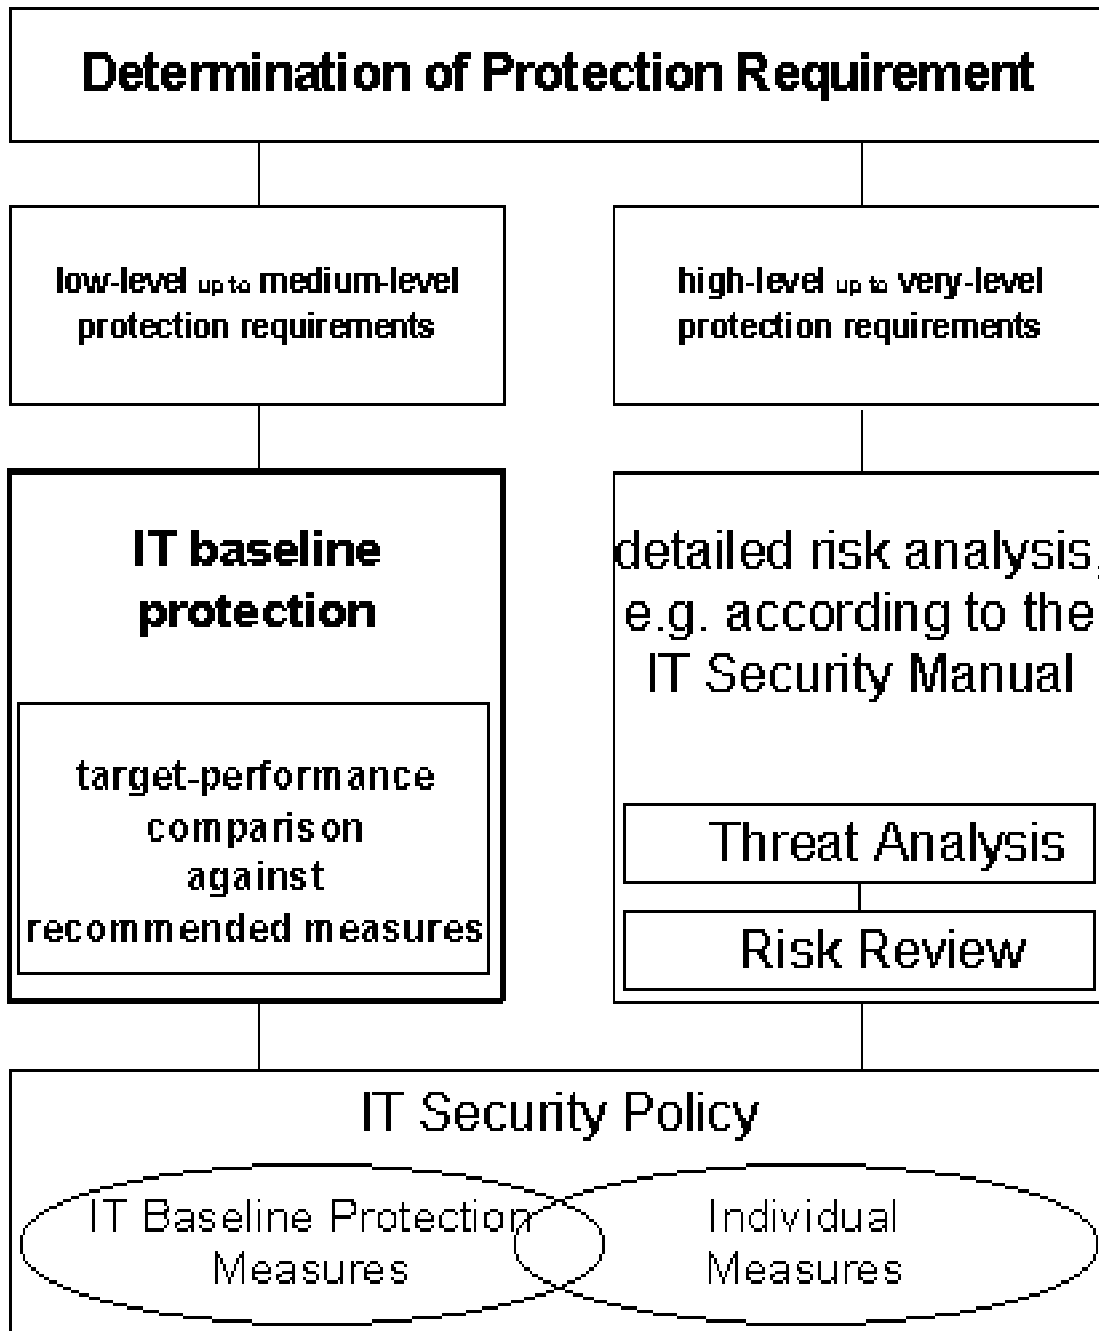 Determination of Protection Requirement
low-level up to medium-level
protection requirements
high-level up to very-level
protection requirements
IT baseline
protection
target-performance
comparison
against
recommended measures
detailed risk analysis,
e.g. according to the
IT Security Manual
Threat Analysis
Risk Review
IT Security Policy
IT Baseline Protection
Measures
Individual
Measures